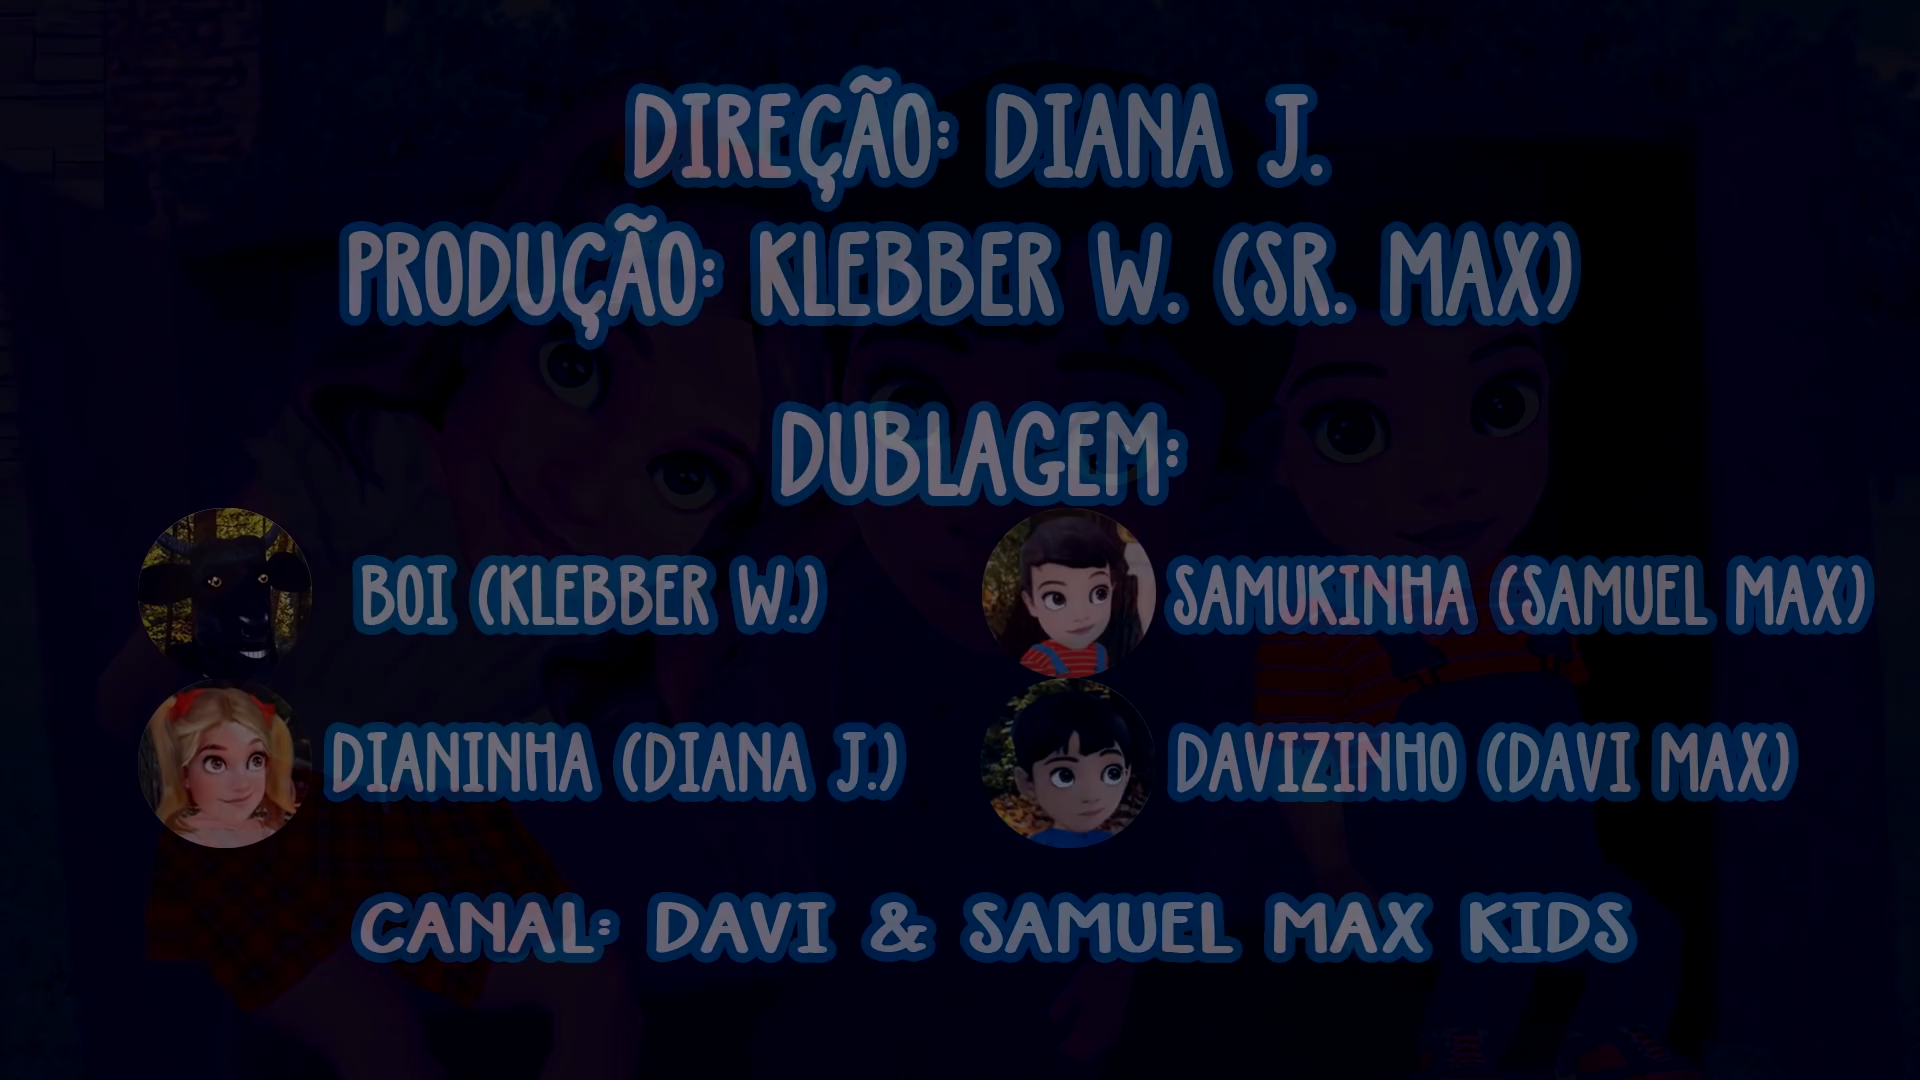 DIREÇÃO: DIANA J.
PRODUÇÃO: KLEBBER W. (SR. MAX)
DUBLAGEM:
BOI (KLEBBER W.)
SAMUKINHA (SAMUEL MAX)
DIANINHA (DIANA J.)
DAVIZINHO (DAVI MAX)
CANAL: DAVI & SAMUEL MAX KIDS